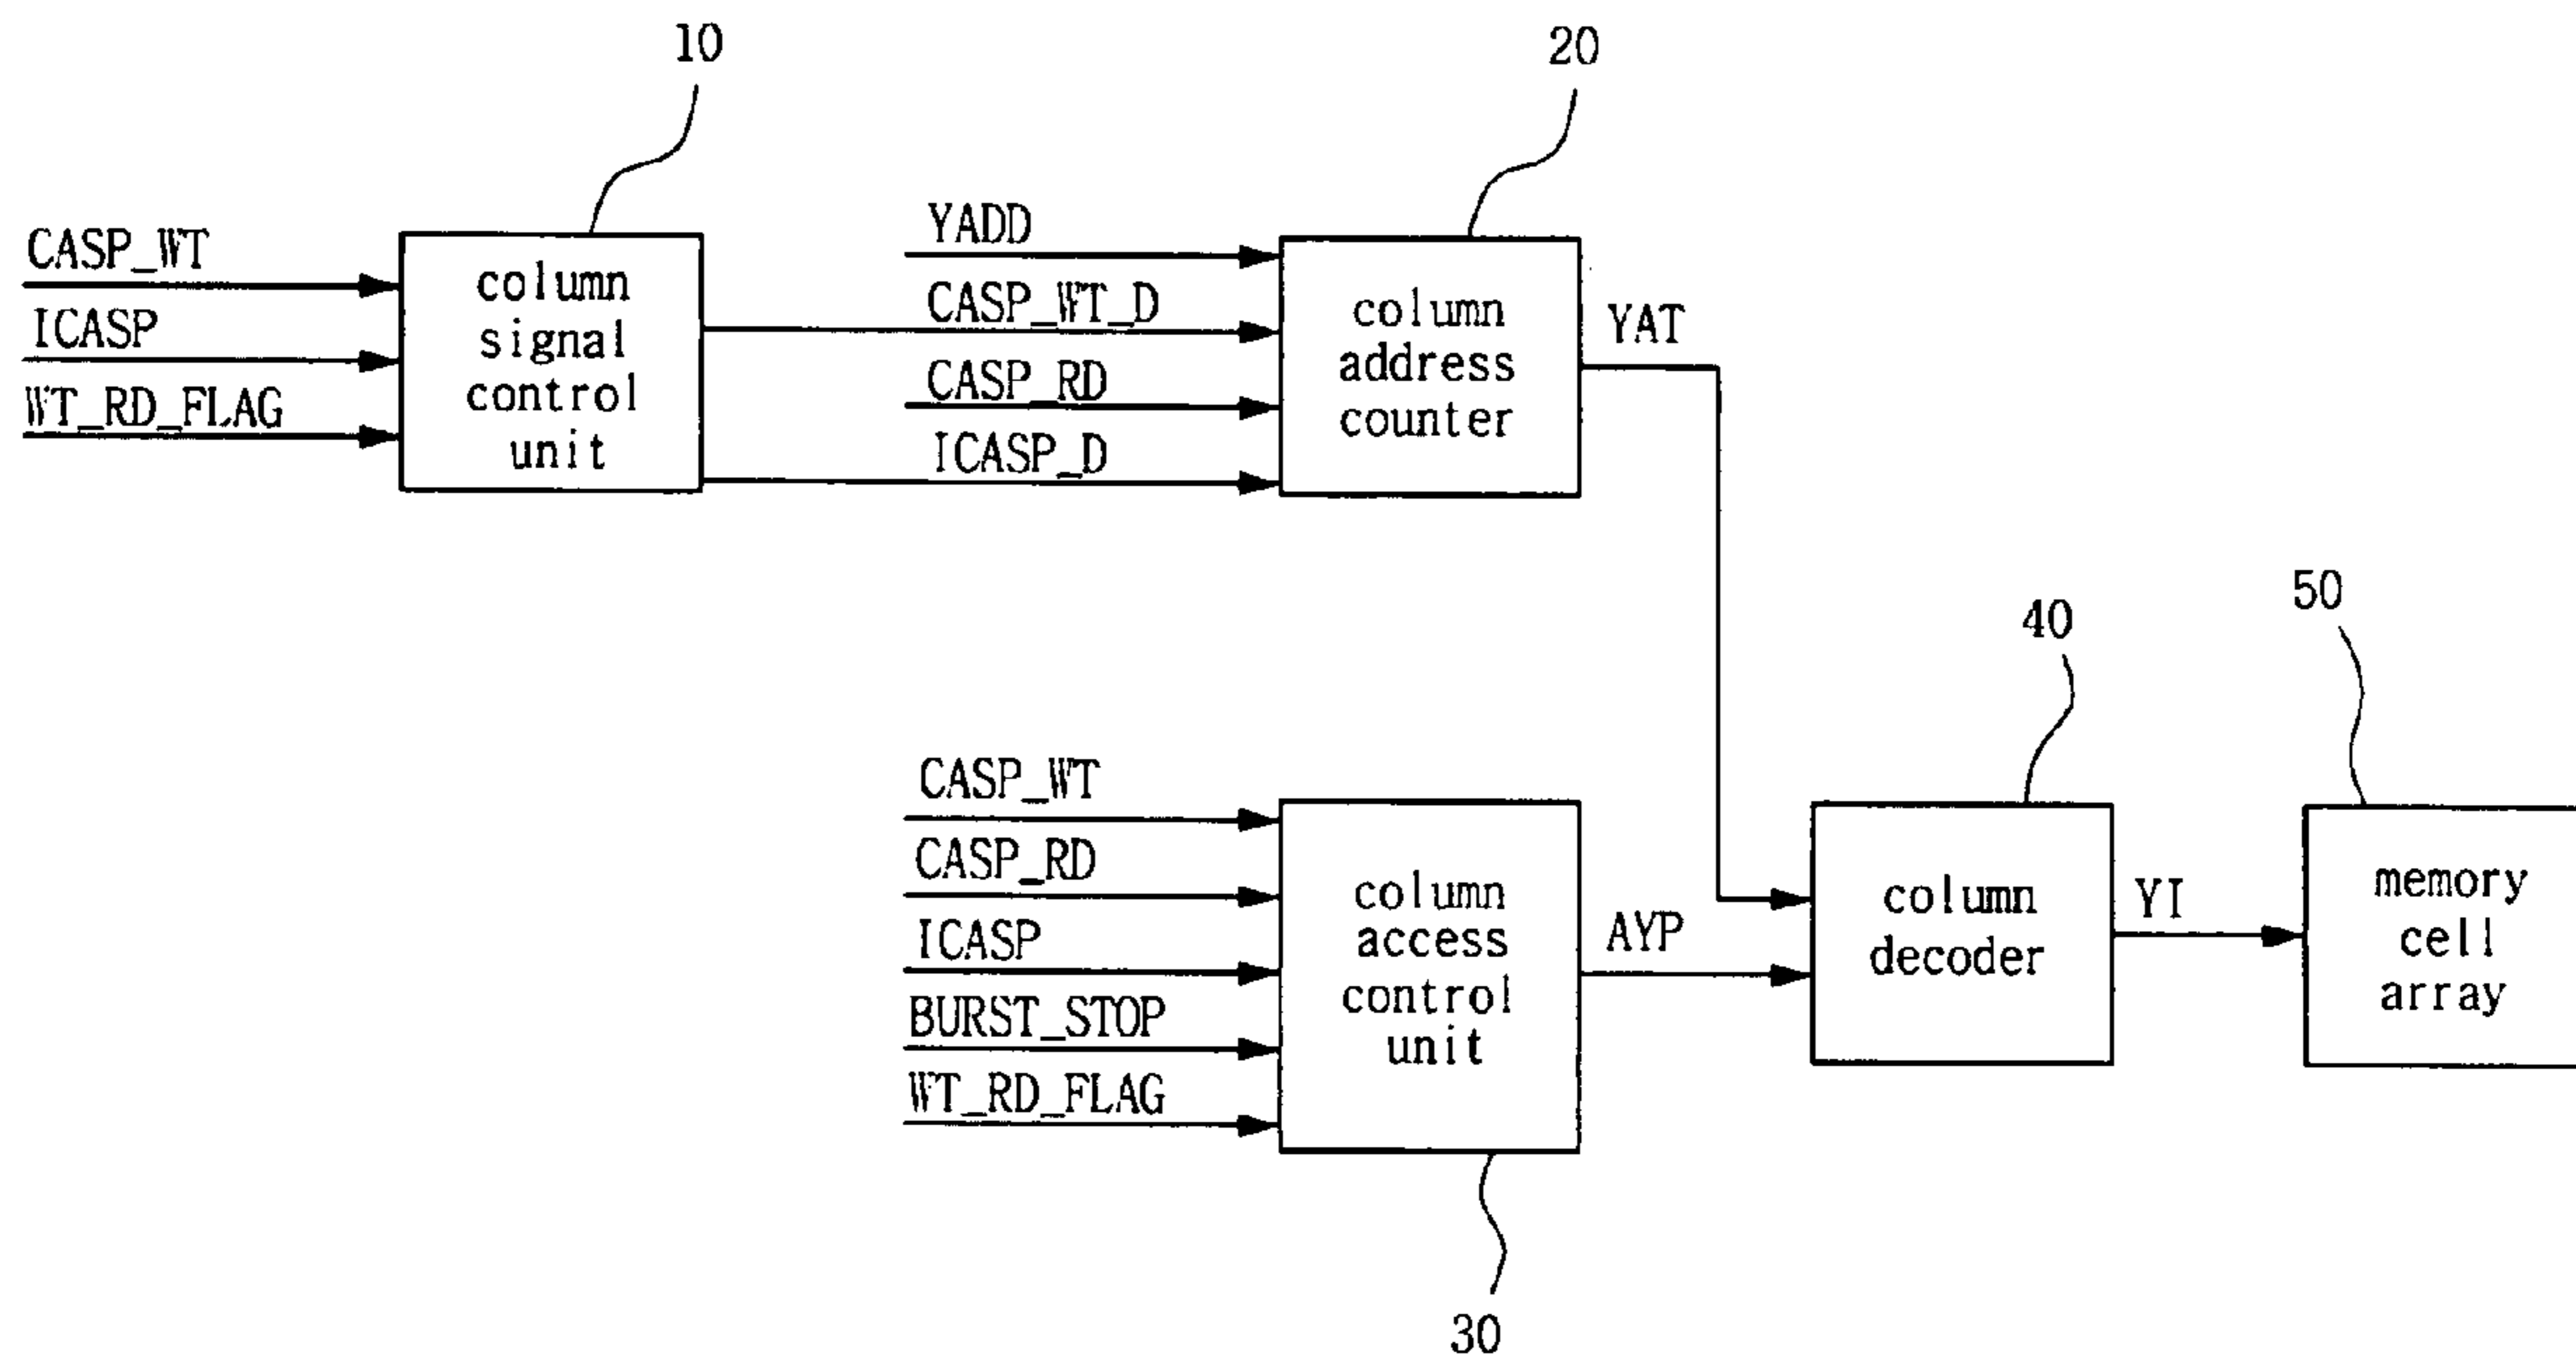 10
20
CASP_WT
ICASP
WT_RD_FLAG
column
signal
control
unit
YADD
CASP_WT_D
CASP_RD
ICASP_D
column
address
counter
YAT
40
50
CASP_WT
CASP_RD
ICASP
BURST_STOP
WT_RD_FLAG
column
access
control
unit
AYP
column
decoder
YI
memory
cell
array
30